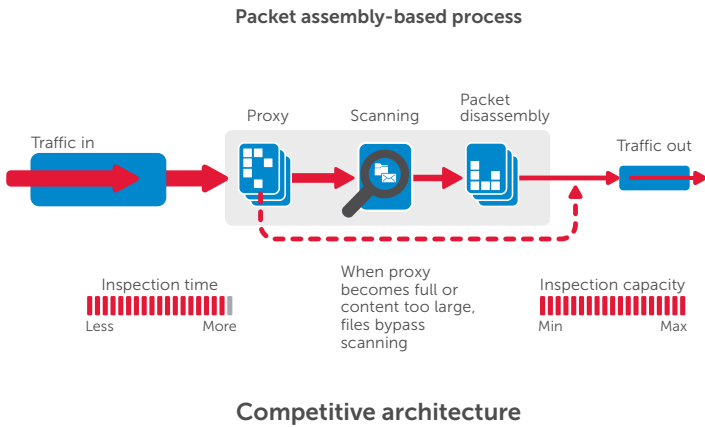 Packet assembly-based process
Proxy
Scanning
Packet
disassembly
Traffic in
Traffic out
Inspection time
Less
More
When proxy
becomes full or
content too large,
files bypass
scanning
Inspection capacity
Min
Max
Competitive architecture